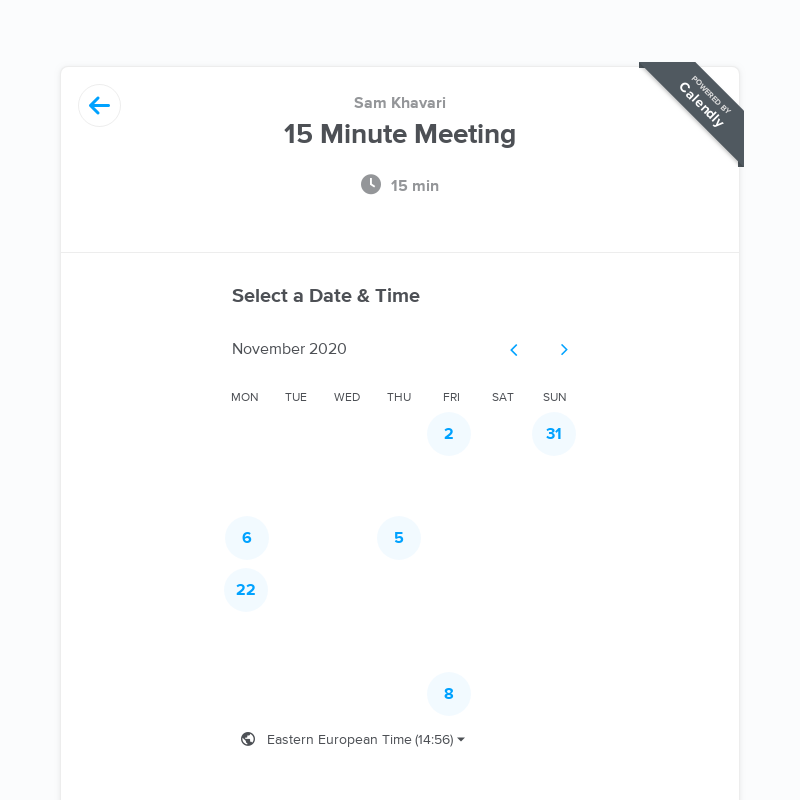 POWERED BY
Calendly
Sam Khavari
15 Minute Meeting
15 min
Select a Date & Time
November 2020
MON TUE WED THU FRI SAT SUN
2 31
6 5
22
8
Eastern European Time (14:56)